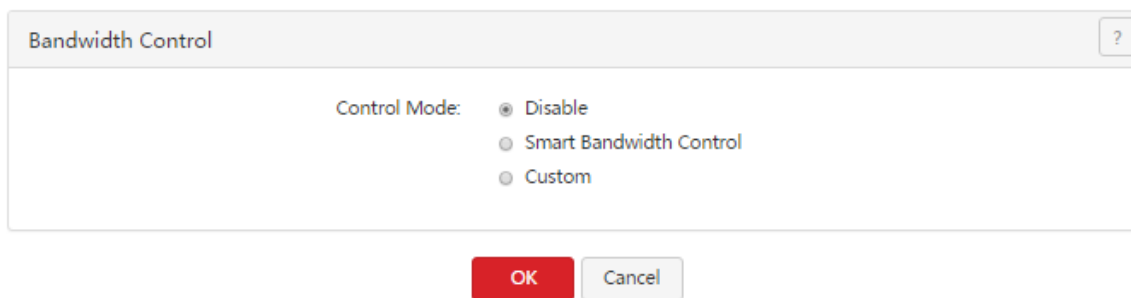 Bandwidth Control ?
Control Mode: Disable
Smart Bandwidth Control
Custom
OK Cancel